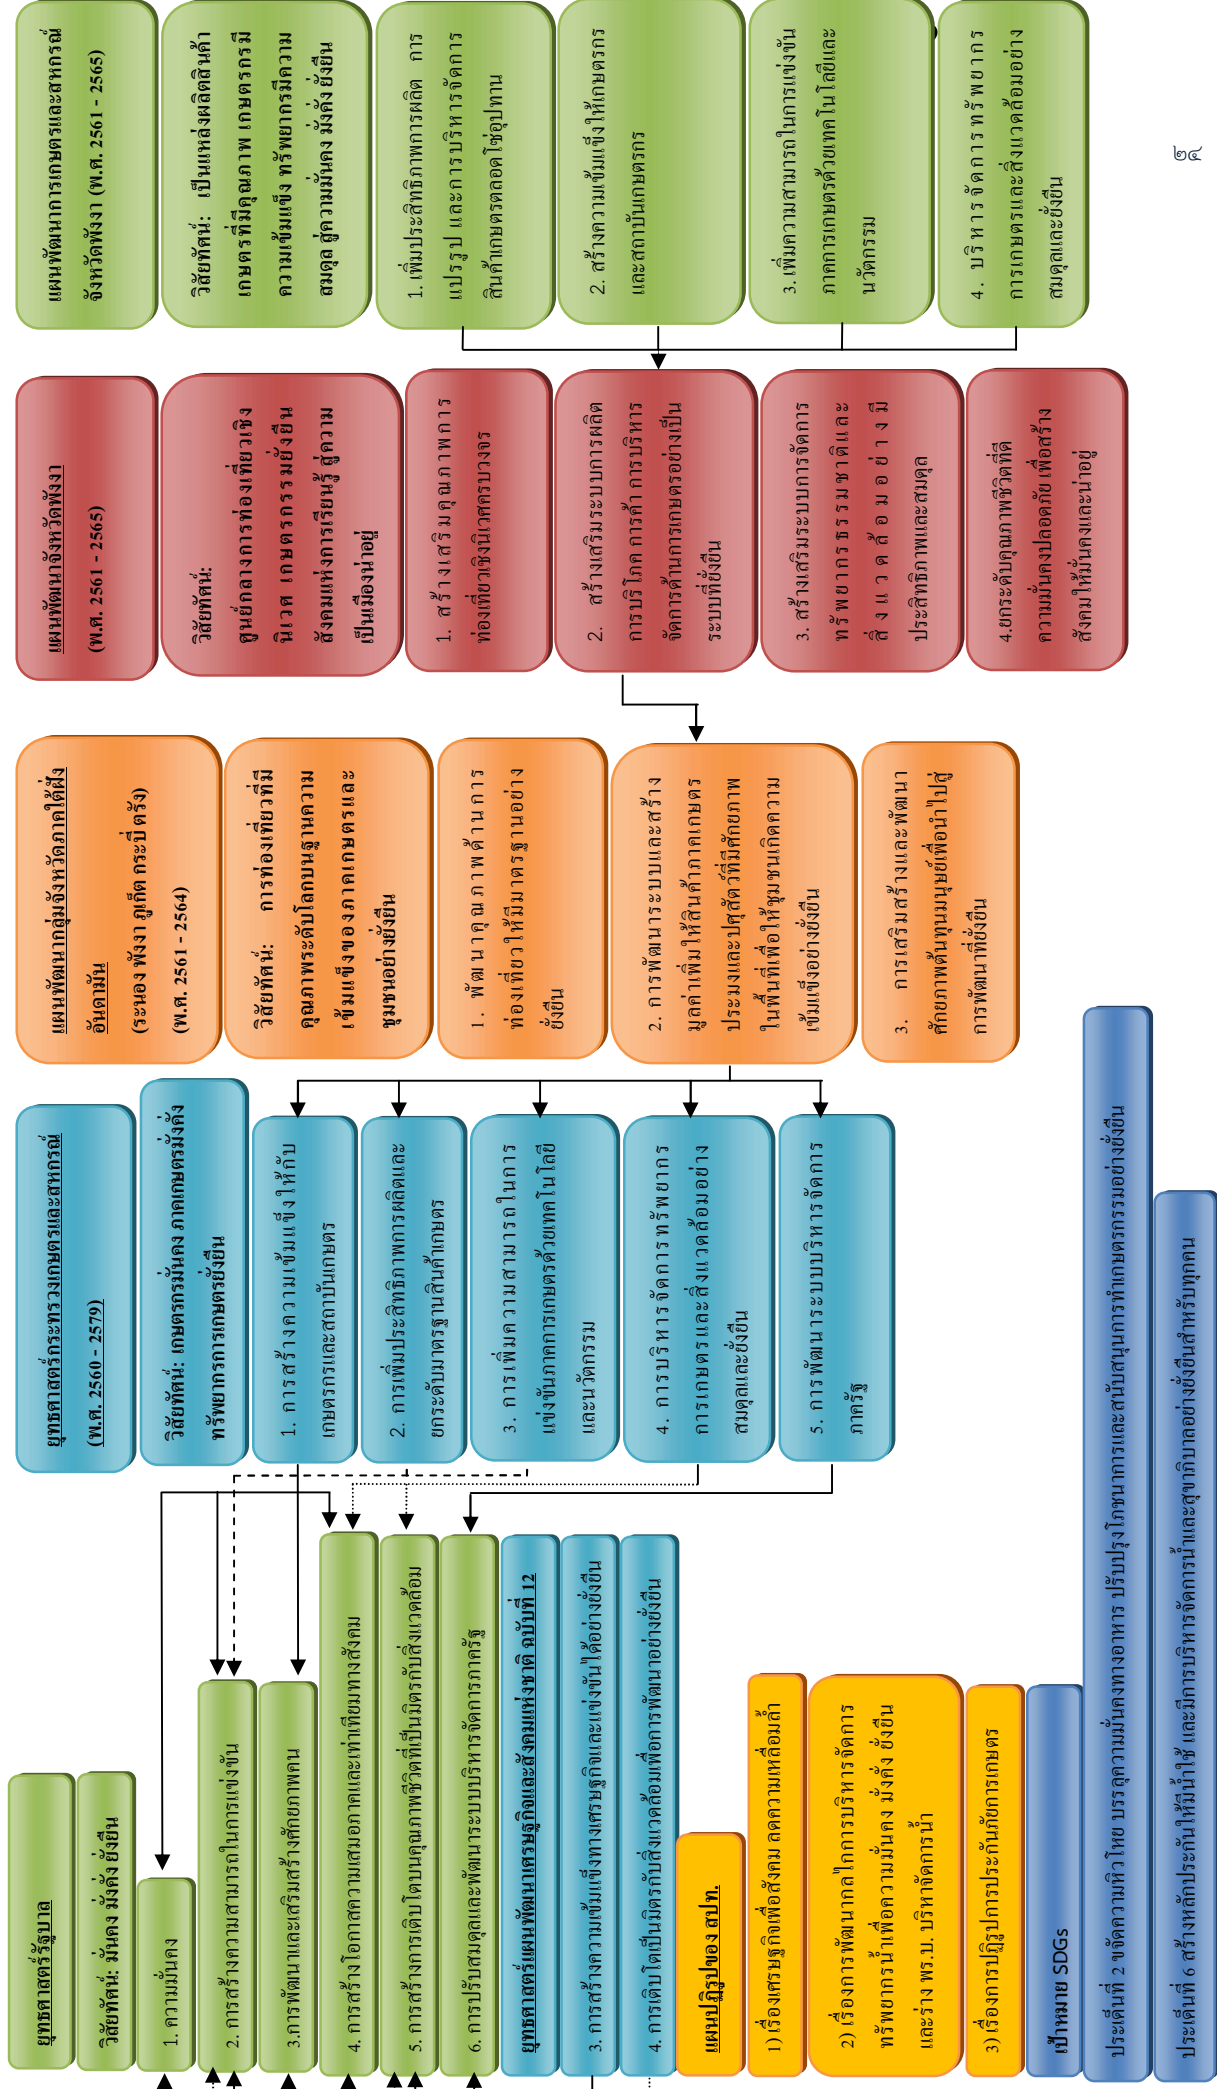 ยุทธศาสตร์รัฐบาล
วิสัยทัศน์: มั่นคง มั่งคั่ง ยั่งยืน
1. ความมั่นคง
2. การสร้างความสามารถในการแข่งขัน
3.การพัฒนาและเสริมสร้างศักยภาพคน
4. การสร้างโอกาสความเสมอภาคและเท่าเทียมทางสังคม
5. การสร้างการเติบโตบนคุณภาพชีวิตที่เป็นมิตรกับสิ่งแวดล้อม
6. การปรับสมดุลและพัฒนาระบบบริหารจัดการภาครัฐ
ยุทธศาสตร์แผนพัฒนาเศรษฐกิจและสังคมแห่งชาติ ฉบับที่ 12
3. การสร้างความเข้มแข็งทางเศรษฐกิจและแข่งขันได้อย่างยั่งยืน
4. การเติบโตเป็นมิตรกับสิ่งแวดล้อมเพื่อการพัฒนาอย่างยั่งยืน
แผนปฏิรูปของ สปท.
1) เรื่องเศรษฐกิจเพื่อสังคม ลดความเหลื่อมล้ำ
2) เรื่องการพัฒนากลไกการบริหารจัดการ
ทรัพยากรน้ำเพื่อความมั่นคง มั่งคั่ง ยั่งยืน
และร่าง พร.บ. บริหาจัดการน้ำ
3) เรื่องการปฏิรูปการประกันภัยการเกษตร
เป้าหมาย SDGs
ประเด็นที่ 2 ขจัดความหิวโหย บรรลุความมั่นคงทางอาหาร ปรับปรุงโภชนาการและสนับสนุนการทำเกษตรกรรมอย่างยั่งยืน
ประเด็นที่ 6 สร้างหลักประกันให้มีน้ำใช้ และมีการบริหารจัดการน้ำและสุขาภิบาลอย่างยั่งยืนสำหรับทุกคน
ยุทธศาสตร์กระทรวงเกษตรและสหกรณ์
(พ.ศ. 2560 - 2579)
วิสัยทัศน์: เกษตรกรมั่นคง ภาคเกษตรมั่งคั่ง
ทรัพยากรการเกษตรยั่งยืน
1. การสร้างความเข้มแข็งให้กับ
เกษตรกรและสถาบันเกษตร
2. การเพิ่มประสิทธิภาพการผลิตและ
ยกระดับมาตรฐานสินค้าเกษตร
3. การเพิ่มความสามารถในการ
แข่งขันภาคการเกษตรด้วยเทคโนโลยี
และนวัตกรรม
4. การบริหารจัดการทรัพยากร
การเกษตรและสิ่งแวดล้อมอย่าง
สมดุลและยั่งยืน
5. การพัฒนาระบบบริหารจัดการ
ภาครัฐ
แผนพัฒนากลุ่มจังหวัดภาคใต้ฝั่ง
อันดามัน
(ระนอง พังงา ภูเก็ต กระบี่ ตรัง)
(พ.ศ. 2561 - 2564)
วิสัยทัศน์: การท่องเที่ยวที่มี
คุณภาพระดับโลกบนฐานความ
เข้มแข็งของภาคเกษตรและ
ชุมชนอย่างยั่งยืน
1. พัฒนาคุณภาพด้านการ
ท่องเที่ยวให้มีมาตรฐานอย่าง
ยั่งยืน
2. การพัฒนาระบบและสร้าง
มูลค่าเพิ่มให้สินค้าภาคเกษตร
ประมงและปศุสัตว์ที่มีศักยภาพ
ในพื้นที่เพื่อให้ชุมชนเกิดความ
เข้มแข็งอย่างยั่งยืน
3. การเสริมสร้างและพัฒนา
ศักยภาพต้นทุนมนุษย์เพื่อนำไปสู่
การพัฒนาที่ยั่งยืน
แผนพัฒนาจังหวัดพังงา
(พ.ศ. 2561 - 2565)
วิสัยทัศน์:
ศูนย์กลางการท่องเที่ยวเชิง
นิเวศ เกษตกรรมยั่งยืน
สังคมแห่งการเรียนรู้ สู่ความ
เป็นเมืองน่าอยู่
1. สร้างเสริมคุณภาพการ
ท่องเที่ยวเชิงนิเวศครบวงจร
2. สร้างเสริมระบบการผลิต
การบริโภค การค้า การบริหาร
จัดการด้านการเกษตรอย่างเป็น
ระบบที่ยั่งยืน
3. สร้างเสริมระบบการจัดการ
ทรัพยากรธรรมชาติและ
สิ่งแวดล้อมอย่างมี
ประสิทธิภาพและสมดุล
4.ยกระดับคุณภาพชีวิตที่ดี
ความมั่นคงปลอดภัย เพื่อสร้าง
สังคมให้มั่นคงและน่าอยู่
แผนพัฒนาการเกษตรและสหกรณ์
จังหวัดพังงา (พ.ศ. 2561 - 2565)
วิสัยทัศน์: เป็นแหล่งผลิตสินค้า
เกษตรที่มีคุณภาพ เกษตรกรมี
ความเข้มแข็ง ทรัพยากรมีความ
สมดุล สู่ความมั่นคง มั่งคั่ง ยั่งยืน
1. เพิ่มประสิทธิภาพการผลิต การ
แปรรูป และการบริหารจัดการ
สินค้าเกษตรตลอดโซ่อุปทาน
2. สร้างความเข้มแข็งให้เกษตรกร
และสถาบันเกษตรกร
3. เพิ่มความสามารถในการแข่งขัน
ภาคการเกษตรด้วยเทคโนโลยีและ
นวัตกรรม
4. บริหารจัดการทรัพยากร
การเกษตรและสิ่งแวดล้อมอย่าง
สมดุลและยั่งยืน
๒๔